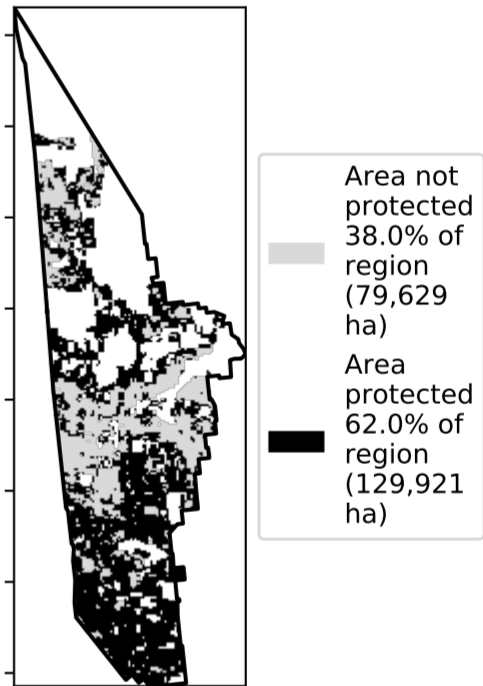 Area not
protected
38.0% of
region
(79,629
ha)
Area
protected
62.0% of
region
(129,921
ha)